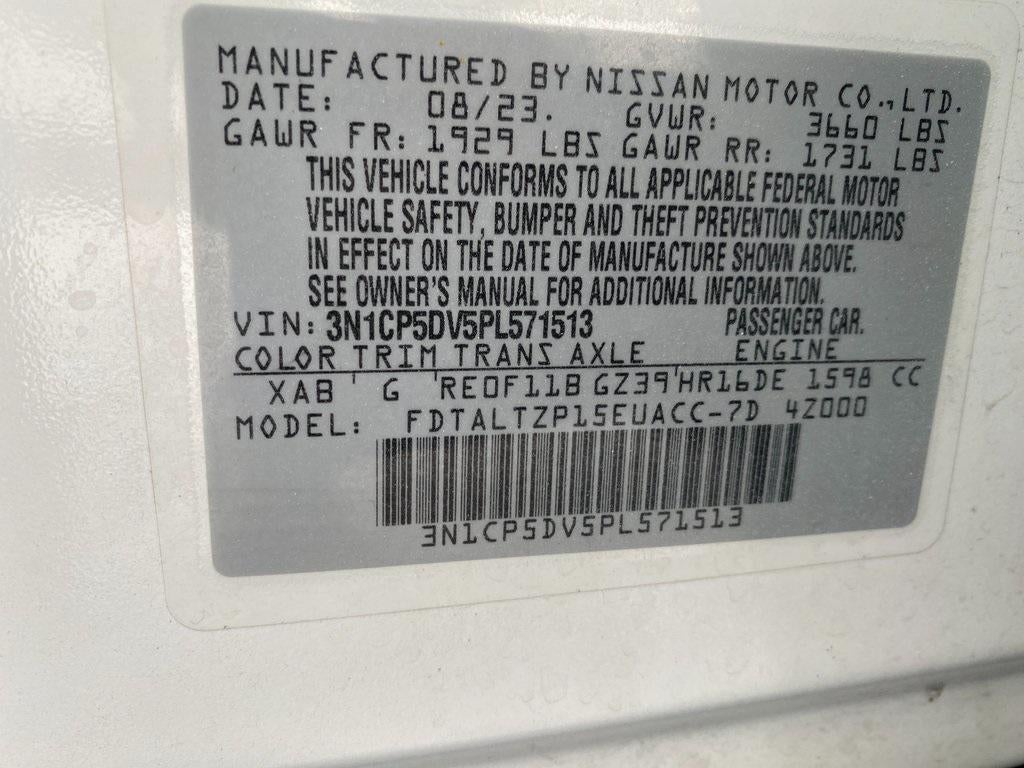 MANUFACTURED BY NISSAN MOTOR CO.,LTD.
DATE: 08/23. GVWR: 3660 LBS
GAWR FR: 1929 LBS GAWR RR: 1731 LBS
THIS VEHICLE CONFORMS TO ALL APPLICABLE FEDERAL MOTOR
VEHICLE SAFETY, BUMPER AND THEFT PREVENTION STANDARDS
IN EFFECT ON THE DATE OF MANUFACTURE SHOWN ABOVE.
SEE OWNER'S MANUAL FOR ADDITIONAL INFORMATION.
VIN: 3N1CP5DV5PL571513 PASSENGER CAR.
COLOR TRIM TRANS AXLE ENGINE
XAB ' G 'RE0F11B GZ39'HR16DE 1598 CC
MODEL: FDTALTZP15EUACC-7D 4Z000
3N1CP5DV5PL571513